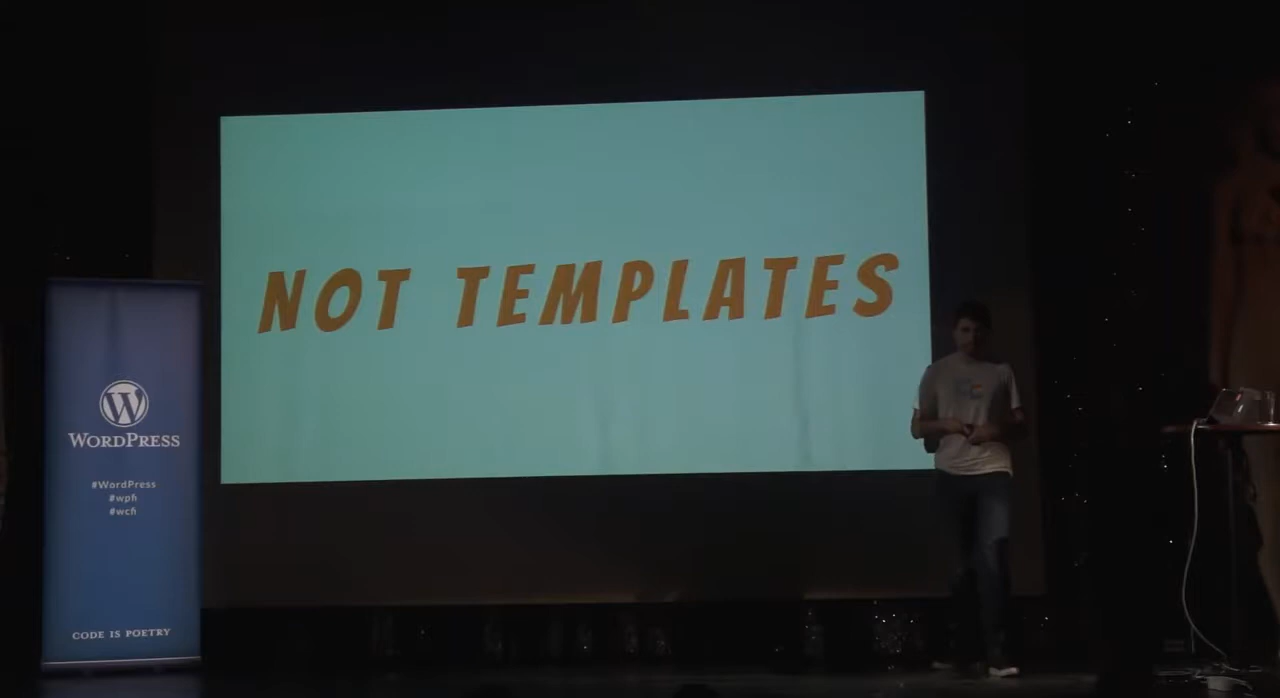 NOT TEMPLATES
WORDPRESS
#WordPress
#wpfi
#wcfi
CODE IS POETRY